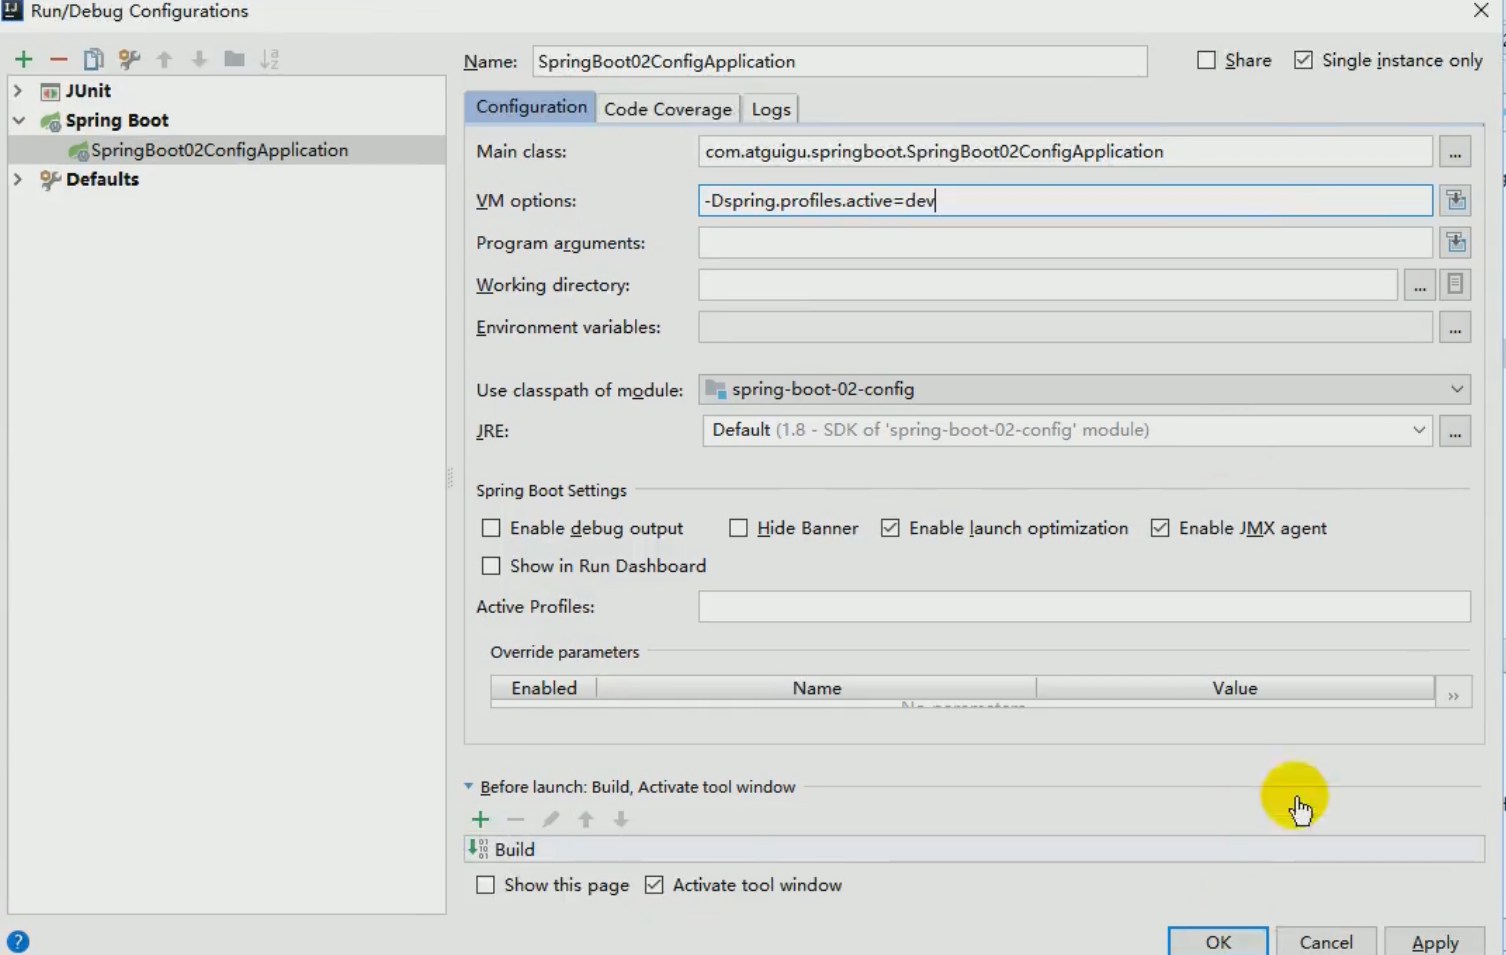 Run/Debug Configurations
Name: SpringBoot02ConfigApplication Share Single instance only
JUnit
Spring Boot
SpringBoot02ConfigApplication
Defaults
Configuration Code Coverage Logs
Main class: com.atguigu.springboot.SpringBoot02ConfigApplication ...
VM options: -Dspring.profiles.active=dev
Program arguments:
Working directory: ...
Environment variables: ...
Use classpath of module: spring-boot-02-config
JRE: Default (1.8 - SDK of 'spring-boot-02-config' module) ...
Spring Boot Settings
Enable debug output Hide Banner Enable launch optimization Enable JMX agent
Show in Run Dashboard
Active Profiles:
Override parameters
Enabled Name Value »
No parameters
Before launch: Build, Activate tool window
Build
Show this page Activate tool window
? OK Cancel Apply